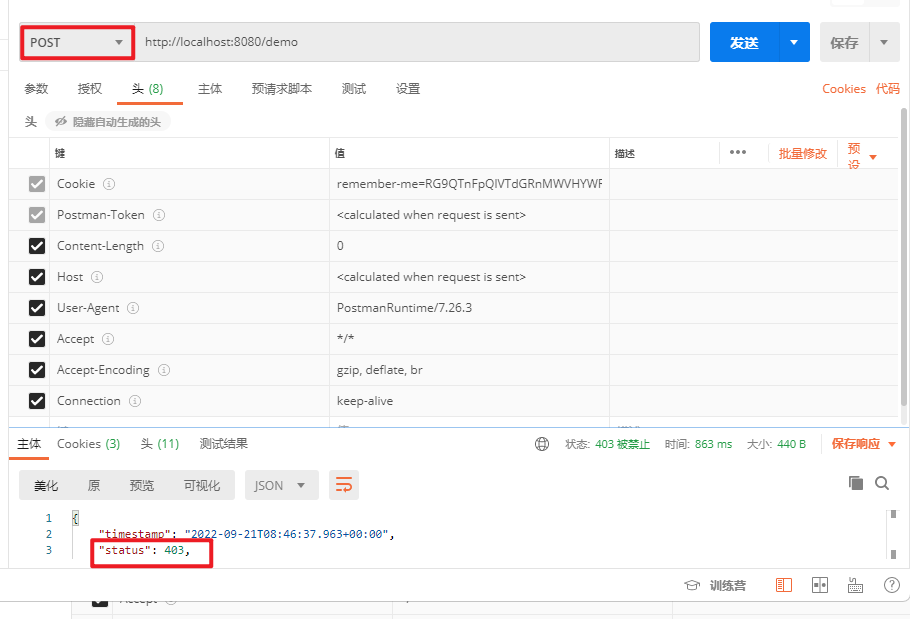 POST http://localhost:8080/demo 发送 保存
参数 授权 头 (8) 主体 预请求脚本 测试 设置 Cookies 代码
头 隐藏自动生成的头
键 值 描述 ••• 批量修改 预设
Cookie remember-me=RG9QTnFpQlVTdGRnMWVHYWF
Postman-Token <calculated when request is sent>
Content-Length 0
Host <calculated when request is sent>
User-Agent PostmanRuntime/7.26.3
Accept */*
Accept-Encoding gzip, deflate, br
Connection keep-alive
主体 Cookies (3) 头 (11) 测试结果 状态: 403 被禁止 时间: 863 ms 大小: 440 B 保存响应
美化 原 预览 可视化 JSON
1 {
2 "timestamp": "2022-09-21T08:46:37.963+00:00",
3 "status": 403,
训练营